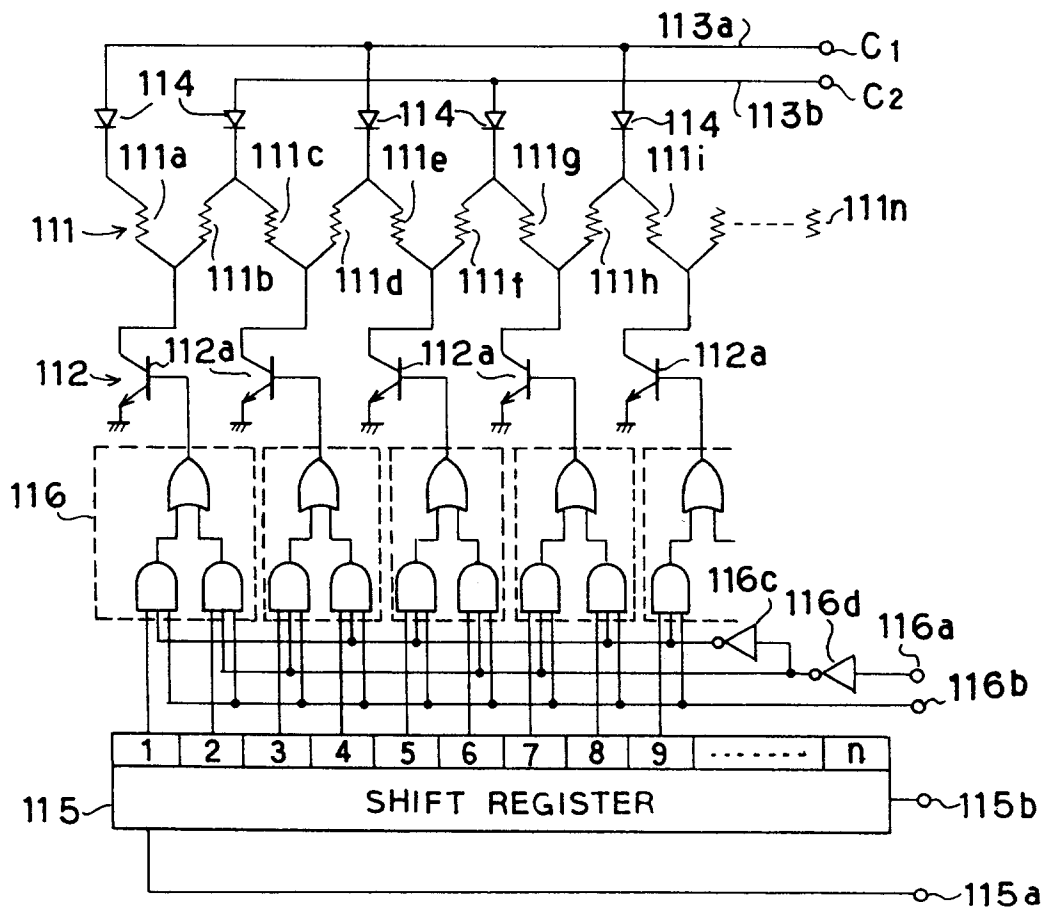 113a
C1
114
114
113b
114
C2
111a
111c
111e
111g
111i
111
111n
111b
111d
111f
111h
112
112a
112a
112a
112a
116
116c
116d
116a
116b
1 2 3 4 5 6 7 8 9 ........ n
115
SHIFT REGISTER
115b
115a